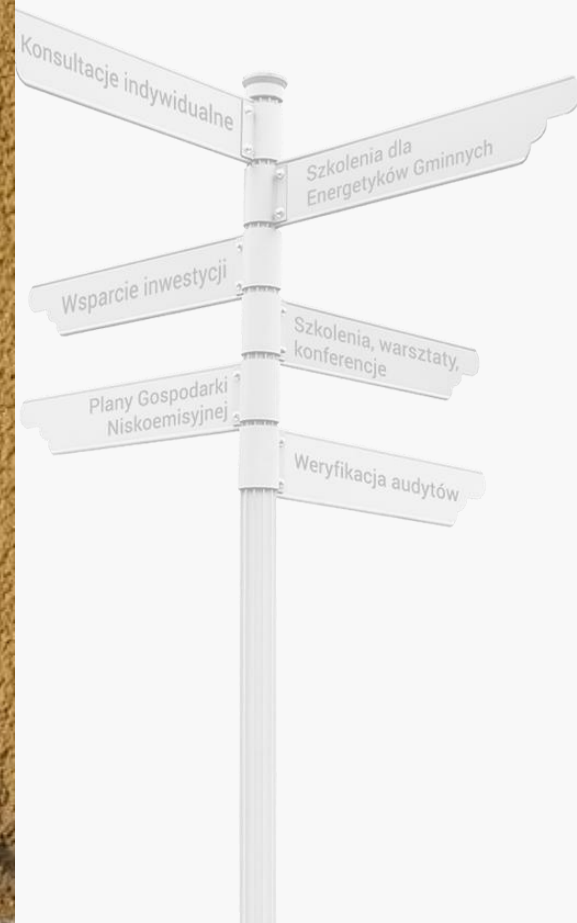 Konsultacje indywidualne
Szkolenia dla
Energetyków Gminnych
Wsparcie inwestycji
Szkolenia, warsztaty,
konferencje
Plany Gospodarki
Niskoemisyjnej
Weryfikacja audytów